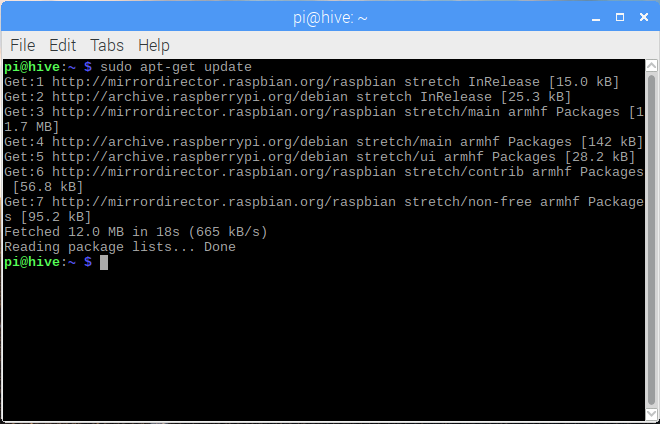 pi@hive: ~
File Edit Tabs Help
pi@hive:~ $ sudo apt-get update
Get:1 http://mirrordirector.raspbian.org/raspbian stretch InRelease [15.0 kB]
Get:2 http://archive.raspberrypi.org/debian stretch InRelease [25.3 kB]
Get:3 http://mirrordirector.raspbian.org/raspbian stretch/main armhf Packages [1
1.7 MB]
Get:4 http://archive.raspberrypi.org/debian stretch/main armhf Packages [142 kB]
Get:5 http://archive.raspberrypi.org/debian stretch/ui armhf Packages [28.2 kB]
Get:6 http://mirrordirector.raspbian.org/raspbian stretch/contrib armhf Packages
 [56.8 kB]
Get:7 http://mirrordirector.raspbian.org/raspbian stretch/non-free armhf Package
s [95.2 kB]
Fetched 12.0 MB in 18s (665 kB/s)
Reading package lists... Done
pi@hive:~ $